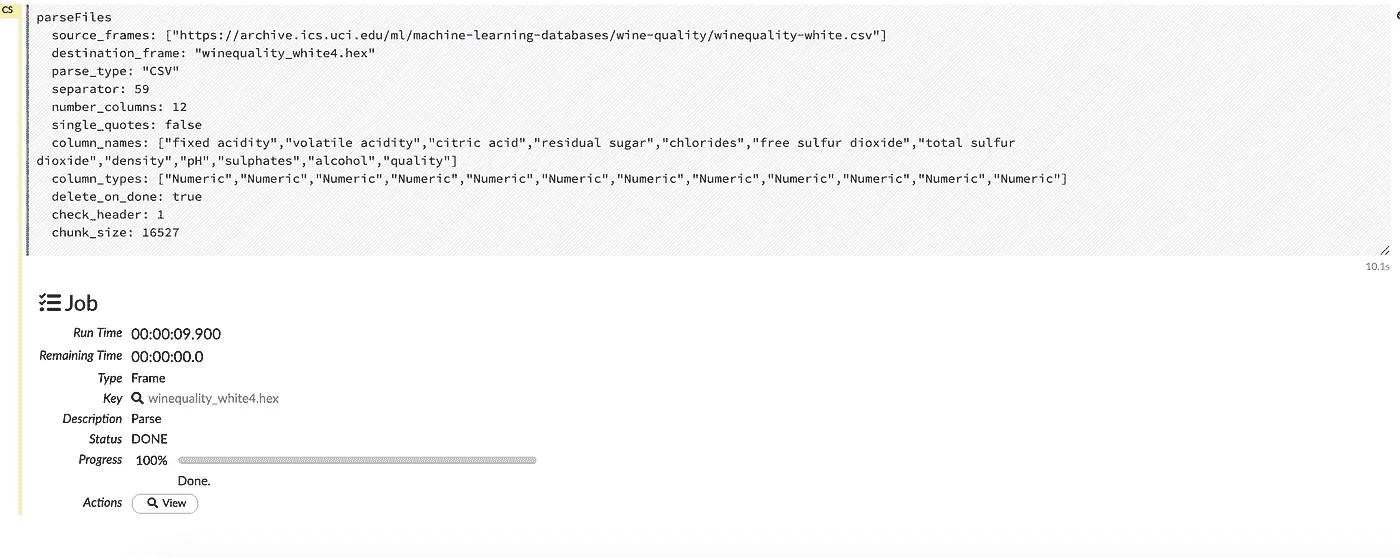 CS
parseFiles
source_frames: ["https://archive.ics.uci.edu/ml/machine-learning-databases/wine-quality/winequality-white.csv"]
destination_frame: "winequality_white4.hex"
parse_type: "CSV"
separator: 59
number_columns: 12
single_quotes: false
column_names: ["fixed acidity","volatile acidity","citric acid","residual sugar","chlorides","free sulfur dioxide","total sulfur
dioxide","density","pH","sulphates","alcohol","quality"]
column_types: ["Numeric","Numeric","Numeric","Numeric","Numeric","Numeric","Numeric","Numeric","Numeric","Numeric","Numeric","Numeric"]
delete_on_done: true
check_header: 1
chunk_size: 16527
10.1s
Job
Run Time 00:00:09.900
Remaining Time 00:00:00.0
Type Frame
Key winequality_white4.hex
Description Parse
Status DONE
Progress 100%
Done.
Actions View